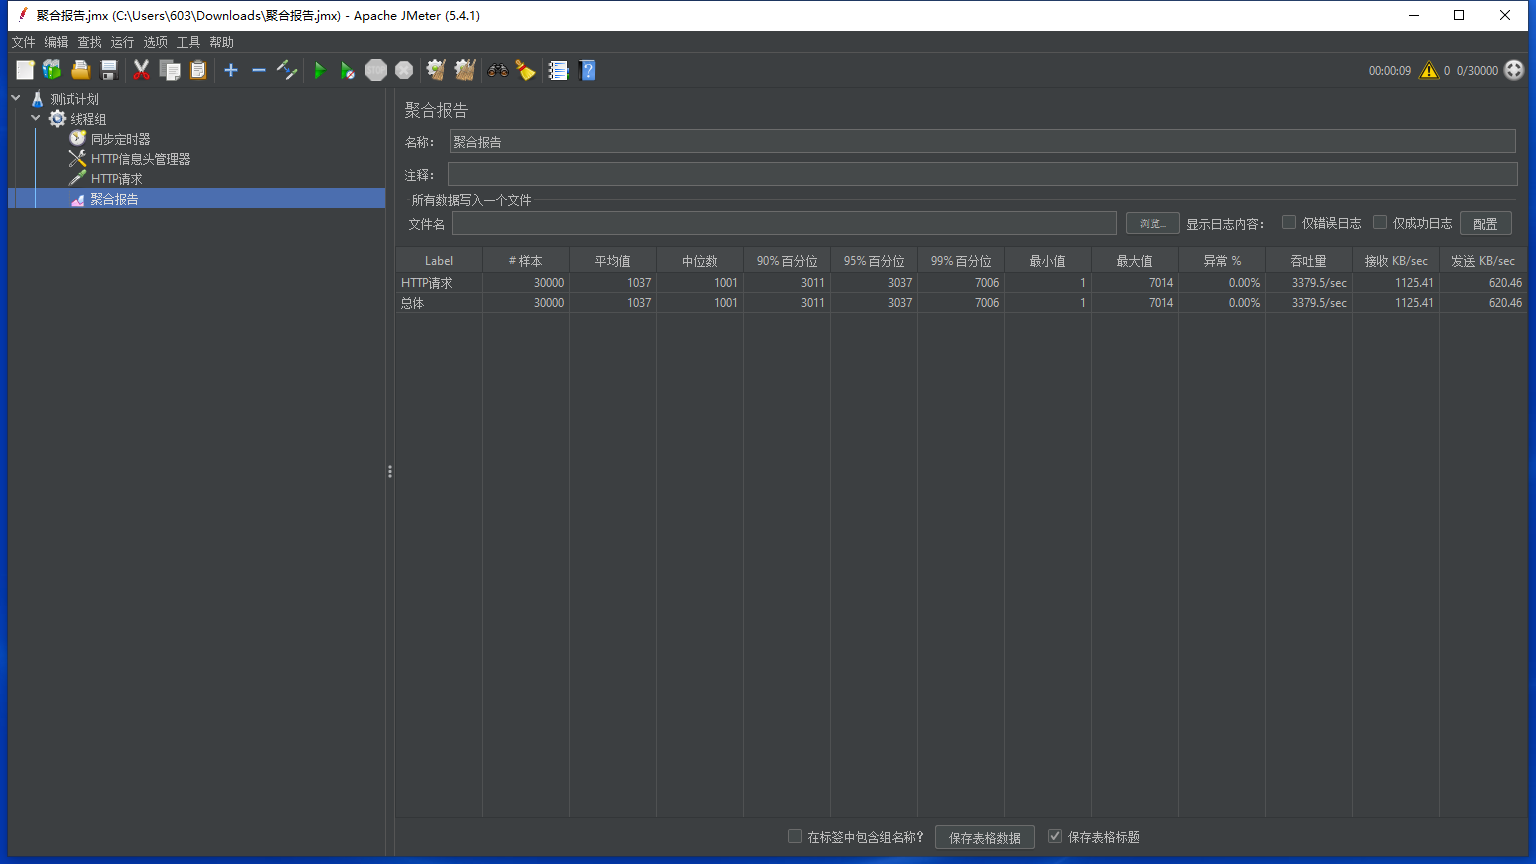 聚合报告.jmx (C:\Users\603\Downloads\聚合报告.jmx) - Apache JMeter (5.4.1)
文件 编辑 查找 运行 选项 工具 帮助
STOP 00:00:09 0 0/30000
测试计划
线程组
同步定时器
HTTP信息头管理器
HTTP请求
聚合报告
聚合报告
名称: 聚合报告
注释:
所有数据写入一个文件
文件名 浏览... 显示日志内容: 仅错误日志 仅成功日志 配置
Label # 样本 平均值 中位数 90% 百分位 95% 百分位 99% 百分位 最小值 最大值 异常 % 吞吐量 接收 KB/sec 发送 KB/sec
HTTP请求 30000 1037 1001 3011 3037 7006 1 7014 0.00% 3379.5/sec 1125.41 620.46
总体 30000 1037 1001 3011 3037 7006 1 7014 0.00% 3379.5/sec 1125.41 620.46
在标签中包含组名称? 保存表格数据 保存表格标题